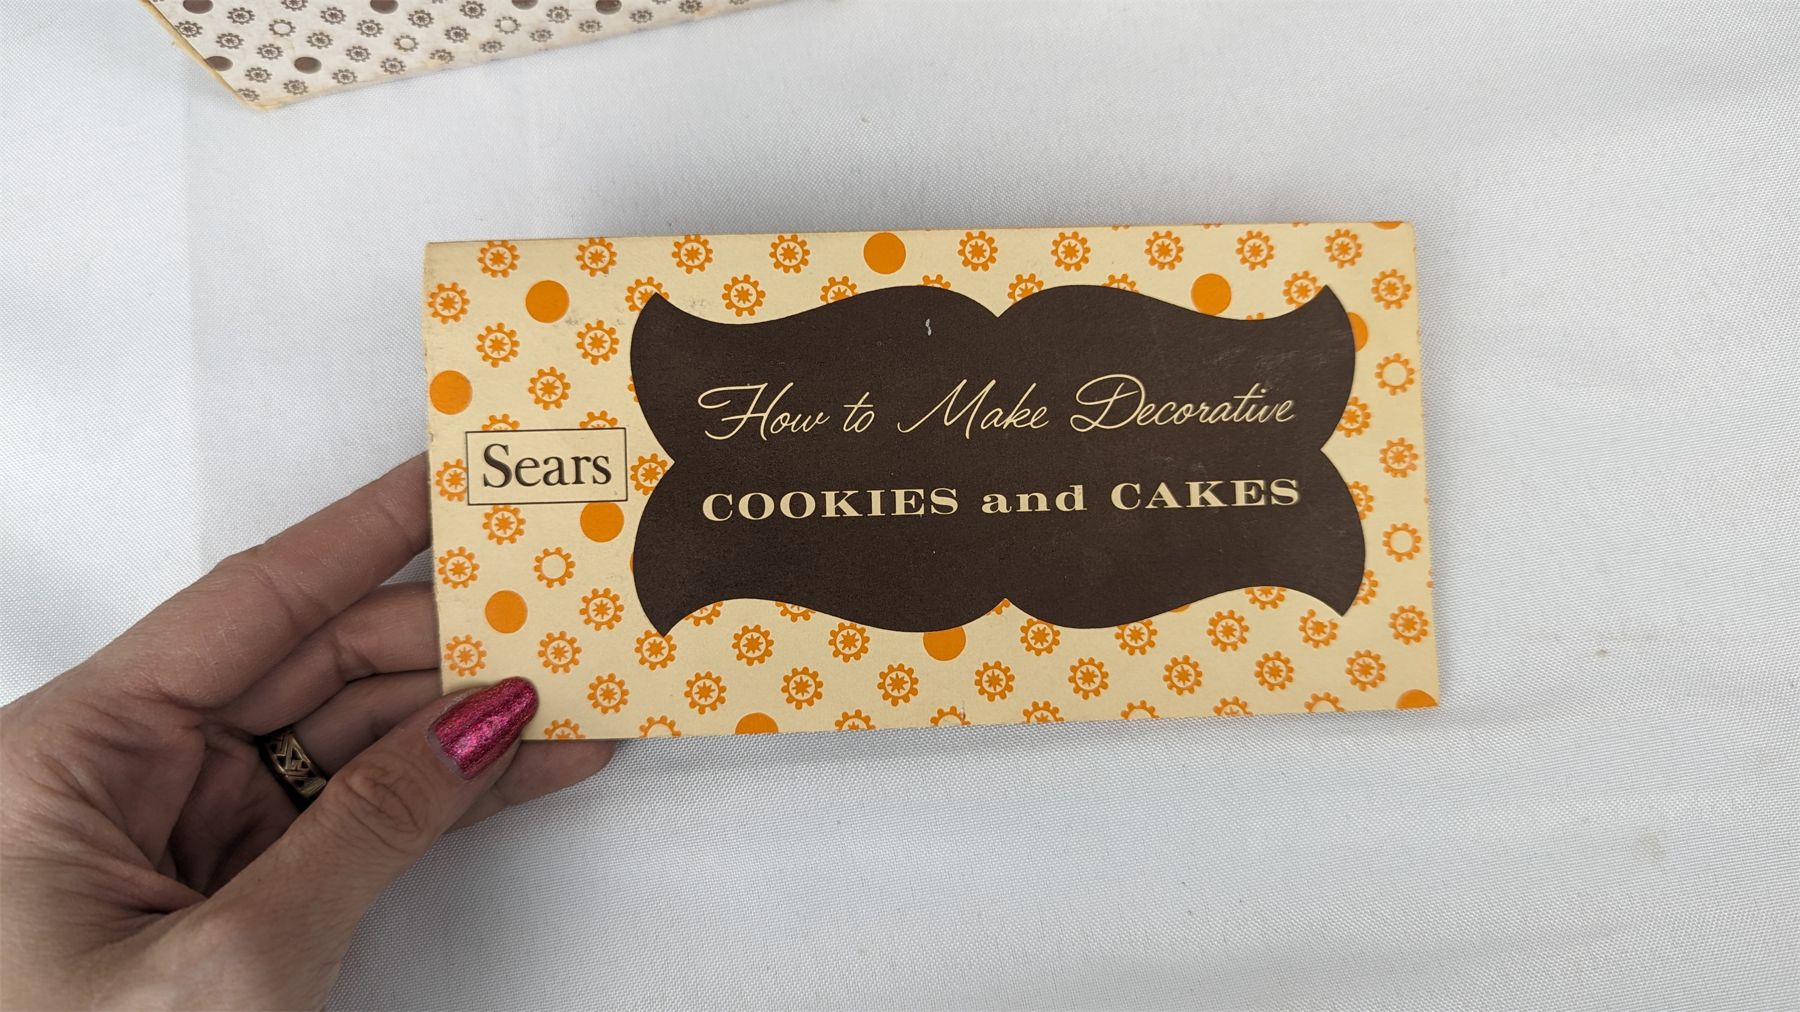 Sears
How to Make Decorative
COOKIES and CAKES